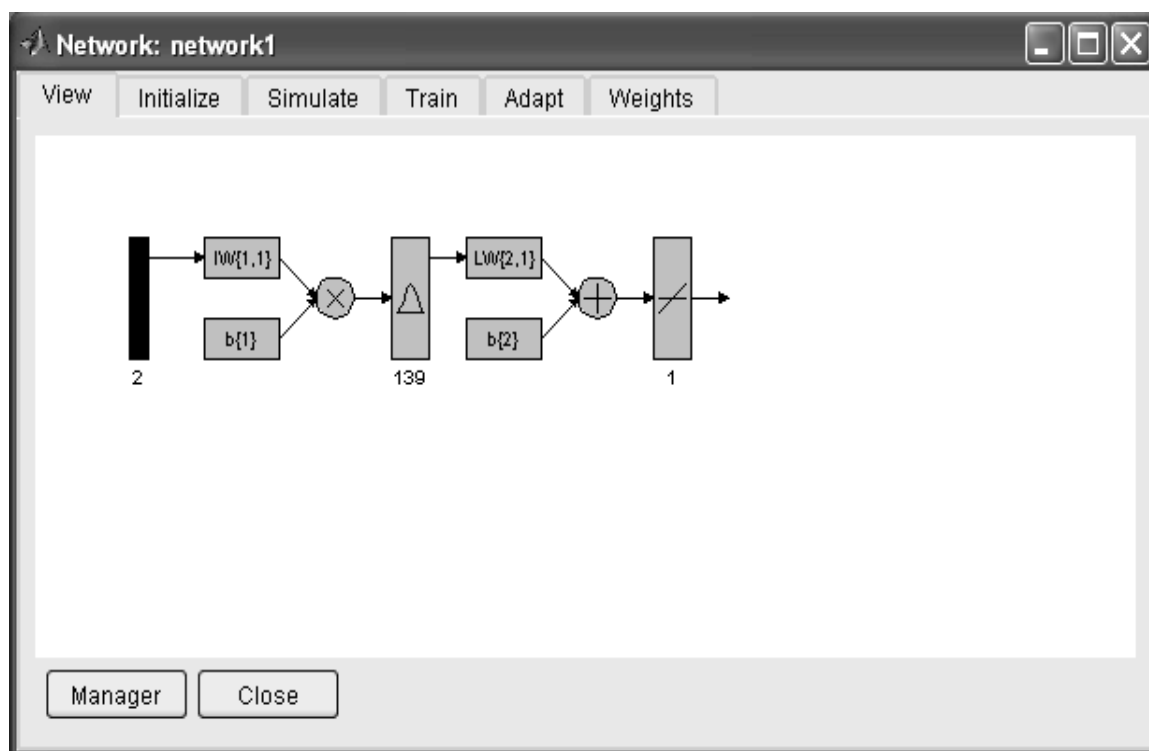 Network: network1
View Initialize Simulate Train Adapt Weights
IW{1,1} LW{2,1}
b{1} b{2}
2 139 1
Manager Close